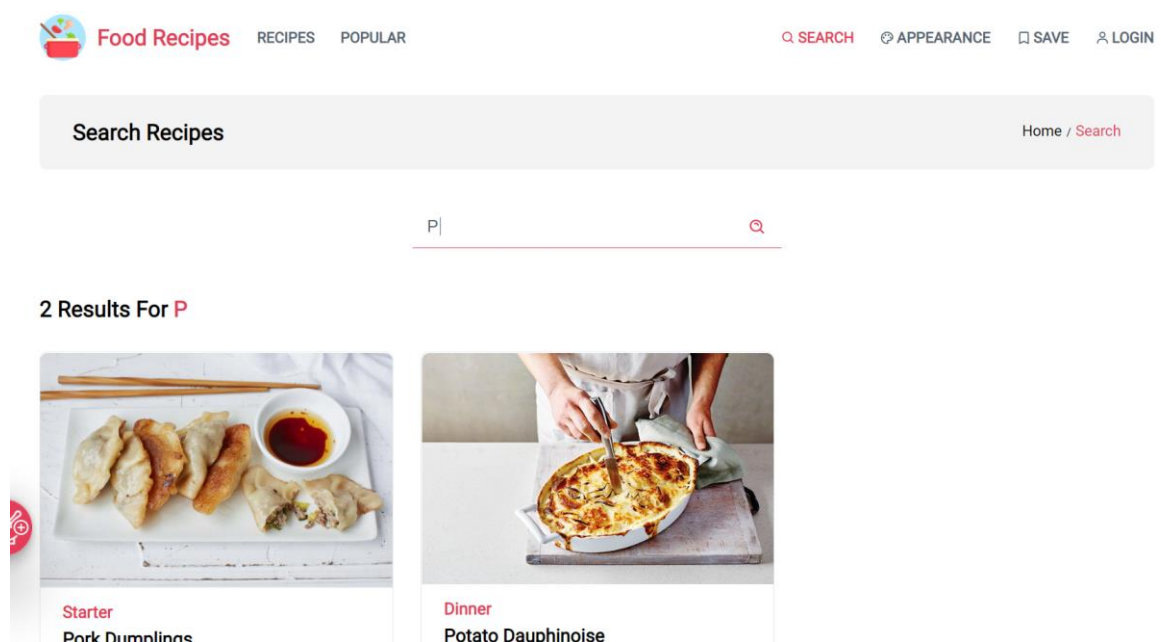 Food Recipes RECIPES POPULAR SEARCH APPEARANCE SAVE LOGIN
Search Recipes Home / Search
P
2 Results For P
Starter
Pork Dumplings
Dinner
Potato Dauphinoise